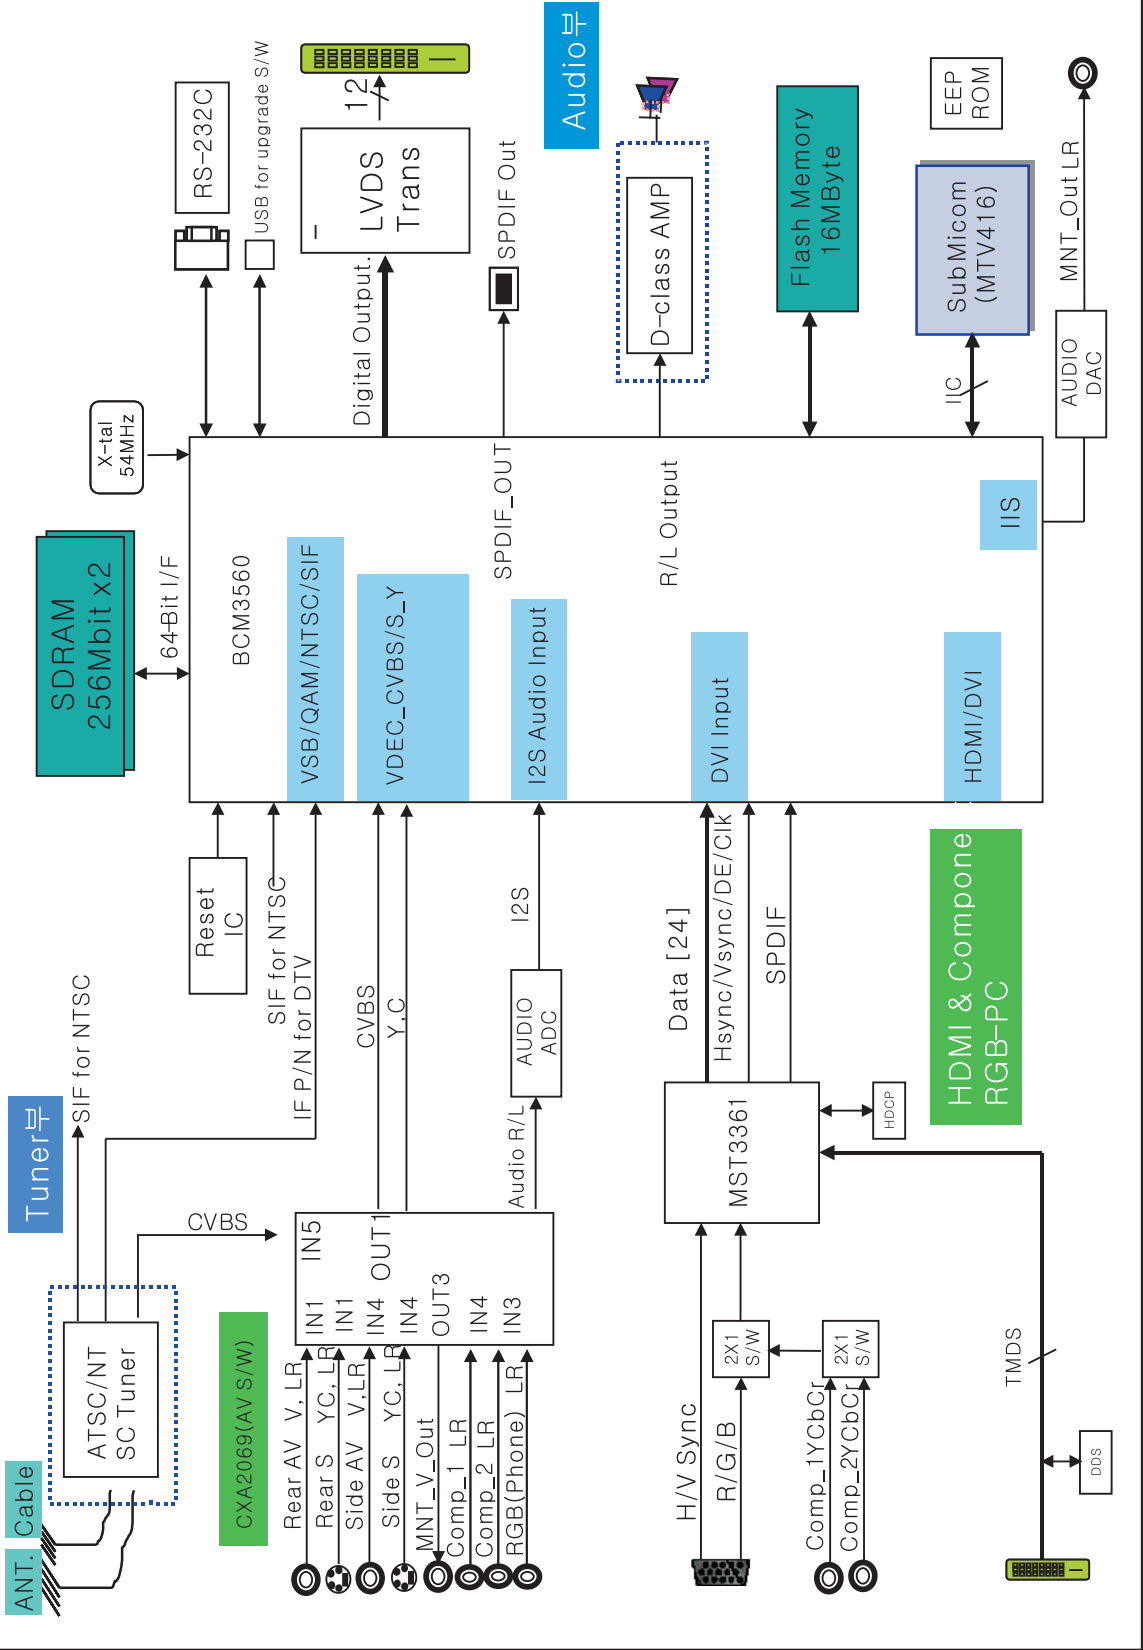 ANT.
Cable
ATSC/NT
SC Tuner
Tuner부
SIF for NTSC
CVBS
SDRAM
256Mbit x2
64-Bit I/F
X-tal
54MHz
RS-232C
USB for upgrade S/W
Reset
IC
SIF for NTSC
IF P/N for DTV
BCM3560
VSB/QAM/NTSC/SIF
VDEC_CVBS/S_Y
I2S Audio Input
DVI Input
HDMI/DVI
SPDIF_OUT
R/L Output
IIS
Digital Output.
LVDS
Trans
12
SPDIF Out
Audio부
D-class AMP
Flash Memory
16MByte
IIC
SubMicom
(MTV416)
EEP
ROM
AUDIO
DAC
MNT_Out LR
CXA2069(AV S/W)
IN5
IN1
IN1
IN4
OUT1
IN4
OUT3
IN4
IN3
Rear AV V, LR
Rear S YC, LR
Side AV V,LR
Side S YC, LR
MNT_V_Out
Comp_1 LR
Comp_2 LR
RGB(Phone) LR
CVBS
Y,C
Audio R/L
AUDIO
ADC
I2S
Data [24]
Hsync/Vsync/DE/Clk
SPDIF
MST3361
HDCP
HDMI & Compone
RGB-PC
H/V Sync
R/G/B
2X1
S/W
2X1
S/W
Comp_1YCbCr
Comp_2YCbCr
TMDS
DDS